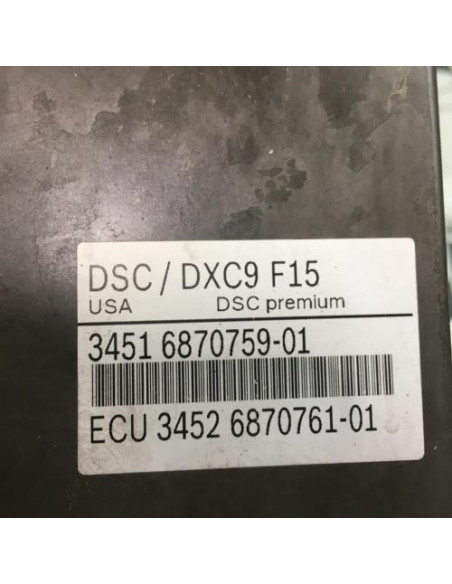 DSC / DXC9 F15
USA DSC premium
3451 6870759-01
ECU 3452 6870761-01